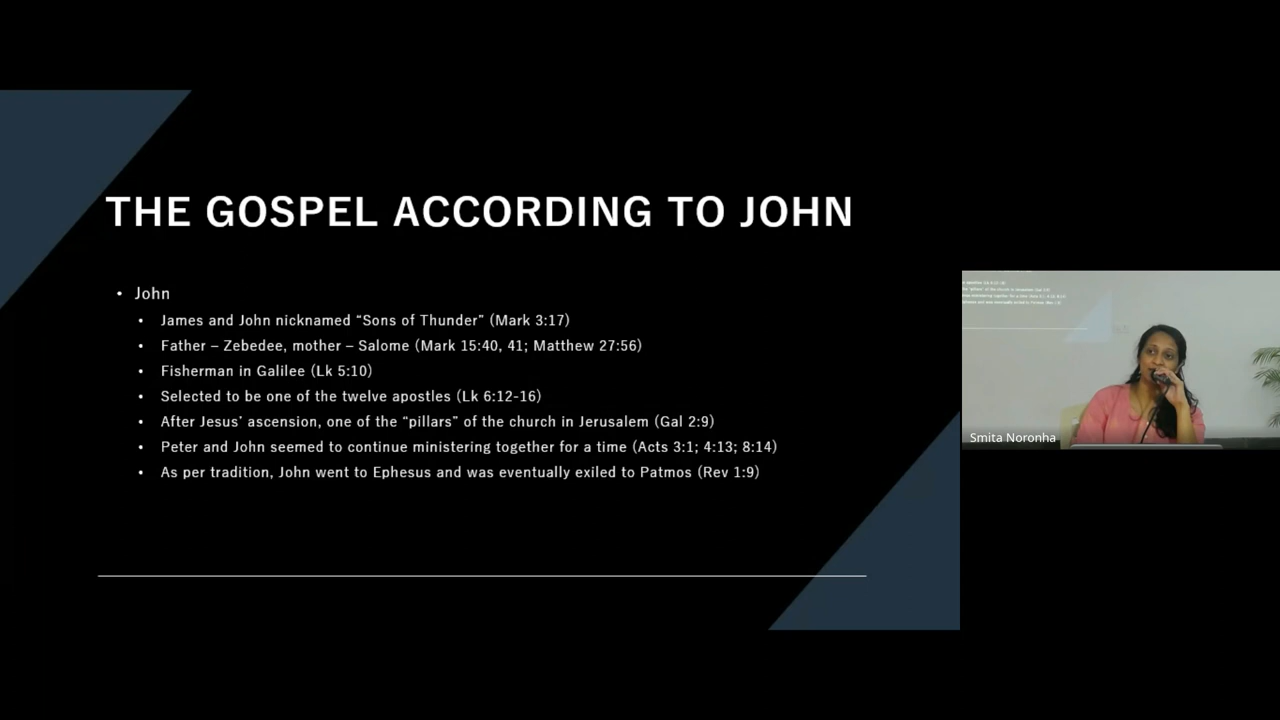 THE GOSPEL ACCORDING TO JOHN
• John
• James and John nicknamed “Sons of Thunder” (Mark 3:17)
• Father – Zebedee, mother – Salome (Mark 15:40, 41; Matthew 27:56)
• Fisherman in Galilee (Lk 5:10)
• Selected to be one of the twelve apostles (Lk 6:12-16)
• After Jesus’ ascension, one of the “pillars” of the church in Jerusalem (Gal 2:9)
• Peter and John seemed to continue ministering together for a time (Acts 3:1; 4:13; 8:14)
• As per tradition, John went to Ephesus and was eventually exiled to Patmos (Rev 1:9)
Smita Noronha